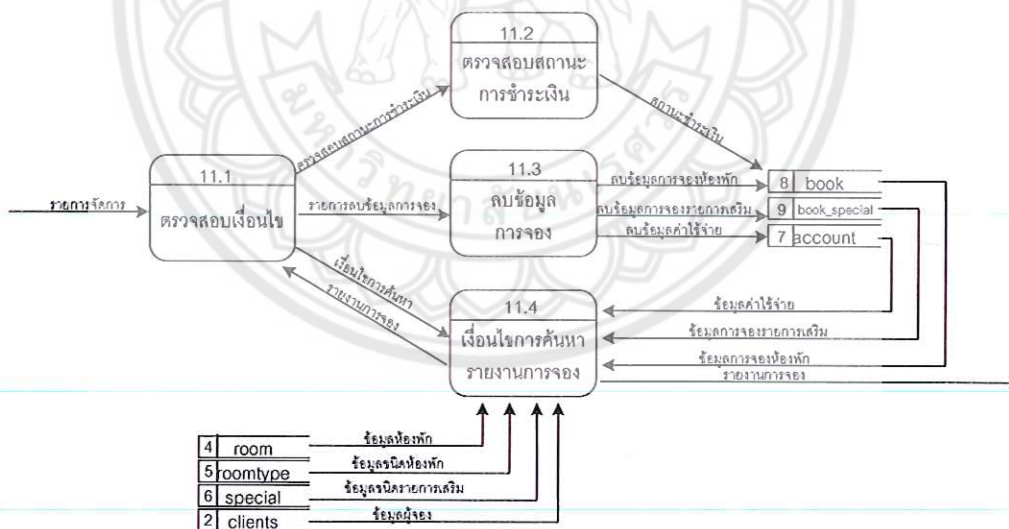 11.2
ตรวจสอบสถานะ
การชำระเงิน
ตรวจสอบสถานะการชำระเงิน
สถานะชำระเงิน
11.1
ตรวจสอบเงื่อนไข
รายการจัดการ
รายการลบข้อมูลการจอง
11.3
ลบข้อมูล
การจอง
ลบข้อมูลการจองห้องพัก
ลบข้อมูลการจองรายการเสริม
ลบข้อมูลค่าใช้จ่าย
8 book
9 book_special
7 account
เงื่อนไขการค้นหา
รายงานการจอง
11.4
เงื่อนไขการค้นหา
รายงานการจอง
ข้อมูลค่าใช้จ่าย
ข้อมูลการจองรายการเสริม
ข้อมูลการจองห้องพัก
รายงานการจอง
4 room
ข้อมูลห้องพัก
5 roomtype
ข้อมูลชนิดห้องพัก
6 special
ข้อมูลชนิดรายการเสริม
2 clients
ข้อมูลผู้จอง
มหาวิทยาลัยนเรศวร